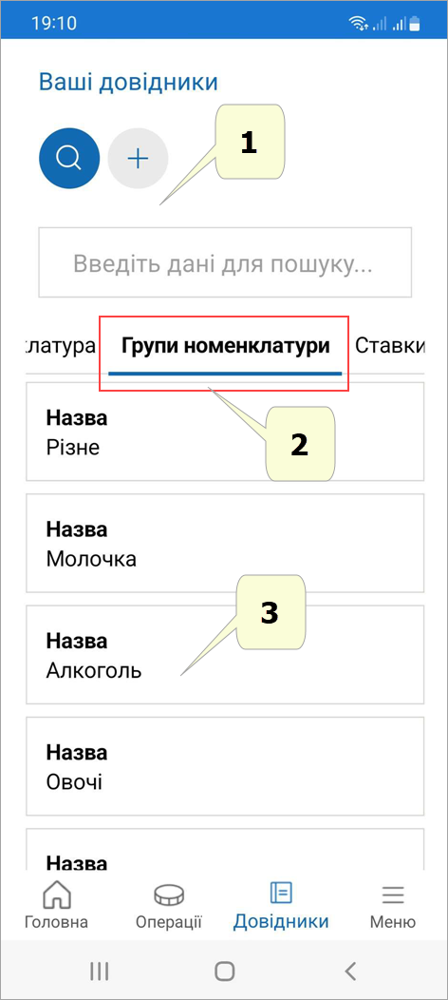 19:10
Ваші довідники
1
Введіть дані для пошуку...
клатура Групи номенклатури Ставки
Назва
Різне
2
Назва
Молочка
3
Назва
Алкоголь
Назва
Овочі
Назва
Головна Операції Довідники Меню